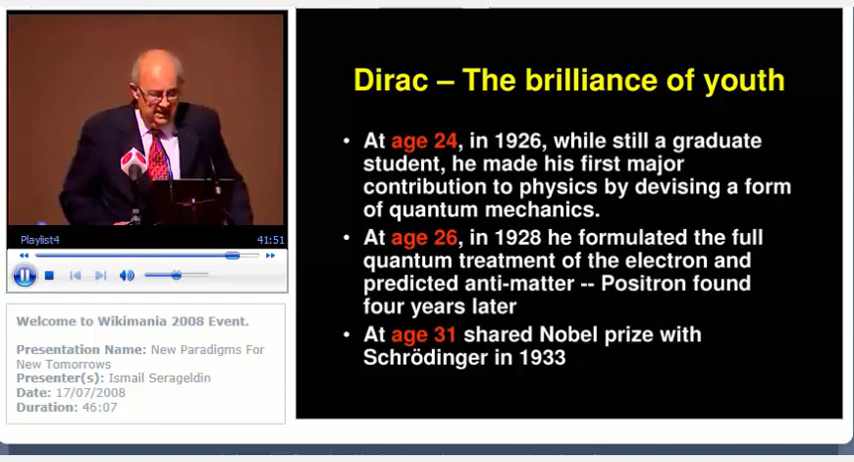 Playlist4
41:51
Welcome to Wikimania 2008 Event.
Presentation Name: New Paradigms For
New Tomorrows
Presenter(s): Ismail Serageldin
Date: 17/07/2008
Duration: 46:07
Dirac – The brilliance of youth
• At age 24, in 1926, while still a graduate
student, he made his first major
contribution to physics by devising a form
of quantum mechanics.
• At age 26, in 1928 he formulated the full
quantum treatment of the electron and
predicted anti-matter -- Positron found
four years later
• At age 31 shared Nobel prize with
Schrödinger in 1933